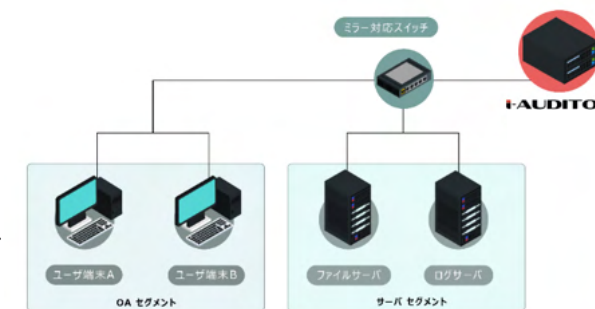 ミラー対応スイッチ
i-AUDITO
ユーザ端末A
ユーザ端末B
ファイルサーバ
ログサーバ
OA セグメント
サーバ セグメント